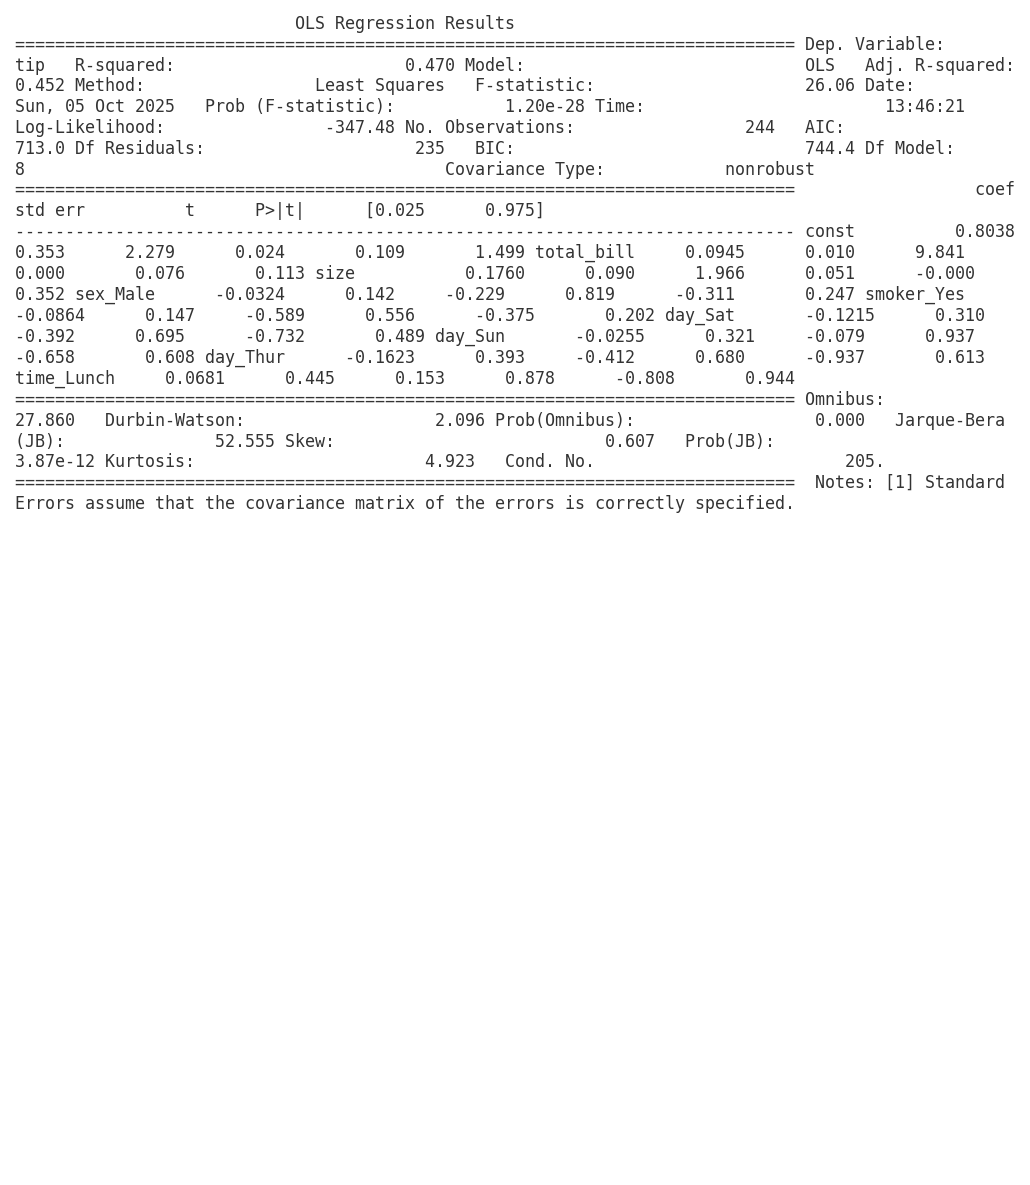 OLS Regression Results
============================================================================== Dep. Variable:
tip   R-squared:                       0.470 Model:                            OLS   Adj. R-squared:
0.452 Method:                 Least Squares   F-statistic:                     26.06 Date:
Sun, 05 Oct 2025   Prob (F-statistic):           1.20e-28 Time:                        13:46:21
Log-Likelihood:                -347.48 No. Observations:                 244   AIC:
713.0 Df Residuals:                     235   BIC:                             744.4 Df Model:
8                                          Covariance Type:            nonrobust
==============================================================================                  coef
std err          t      P>|t|      [0.025      0.975]
------------------------------------------------------------------------------ const          0.8038
0.353      2.279      0.024       0.109       1.499 total_bill     0.0945      0.010      9.841
0.000       0.076       0.113 size           0.1760      0.090      1.966      0.051      -0.000
0.352 sex_Male      -0.0324      0.142     -0.229      0.819      -0.311       0.247 smoker_Yes
-0.0864      0.147     -0.589      0.556      -0.375       0.202 day_Sat       -0.1215      0.310
-0.392      0.695      -0.732       0.489 day_Sun       -0.0255      0.321     -0.079      0.937
-0.658       0.608 day_Thur      -0.1623      0.393     -0.412      0.680      -0.937       0.613
time_Lunch     0.0681      0.445      0.153      0.878      -0.808       0.944
============================================================================== Omnibus:
27.860   Durbin-Watson:                   2.096 Prob(Omnibus):                  0.000   Jarque-Bera
(JB):               52.555 Skew:                           0.607   Prob(JB):
3.87e-12 Kurtosis:                       4.923   Cond. No.                         205.
==============================================================================  Notes: [1] Standard
Errors assume that the covariance matrix of the errors is correctly specified.